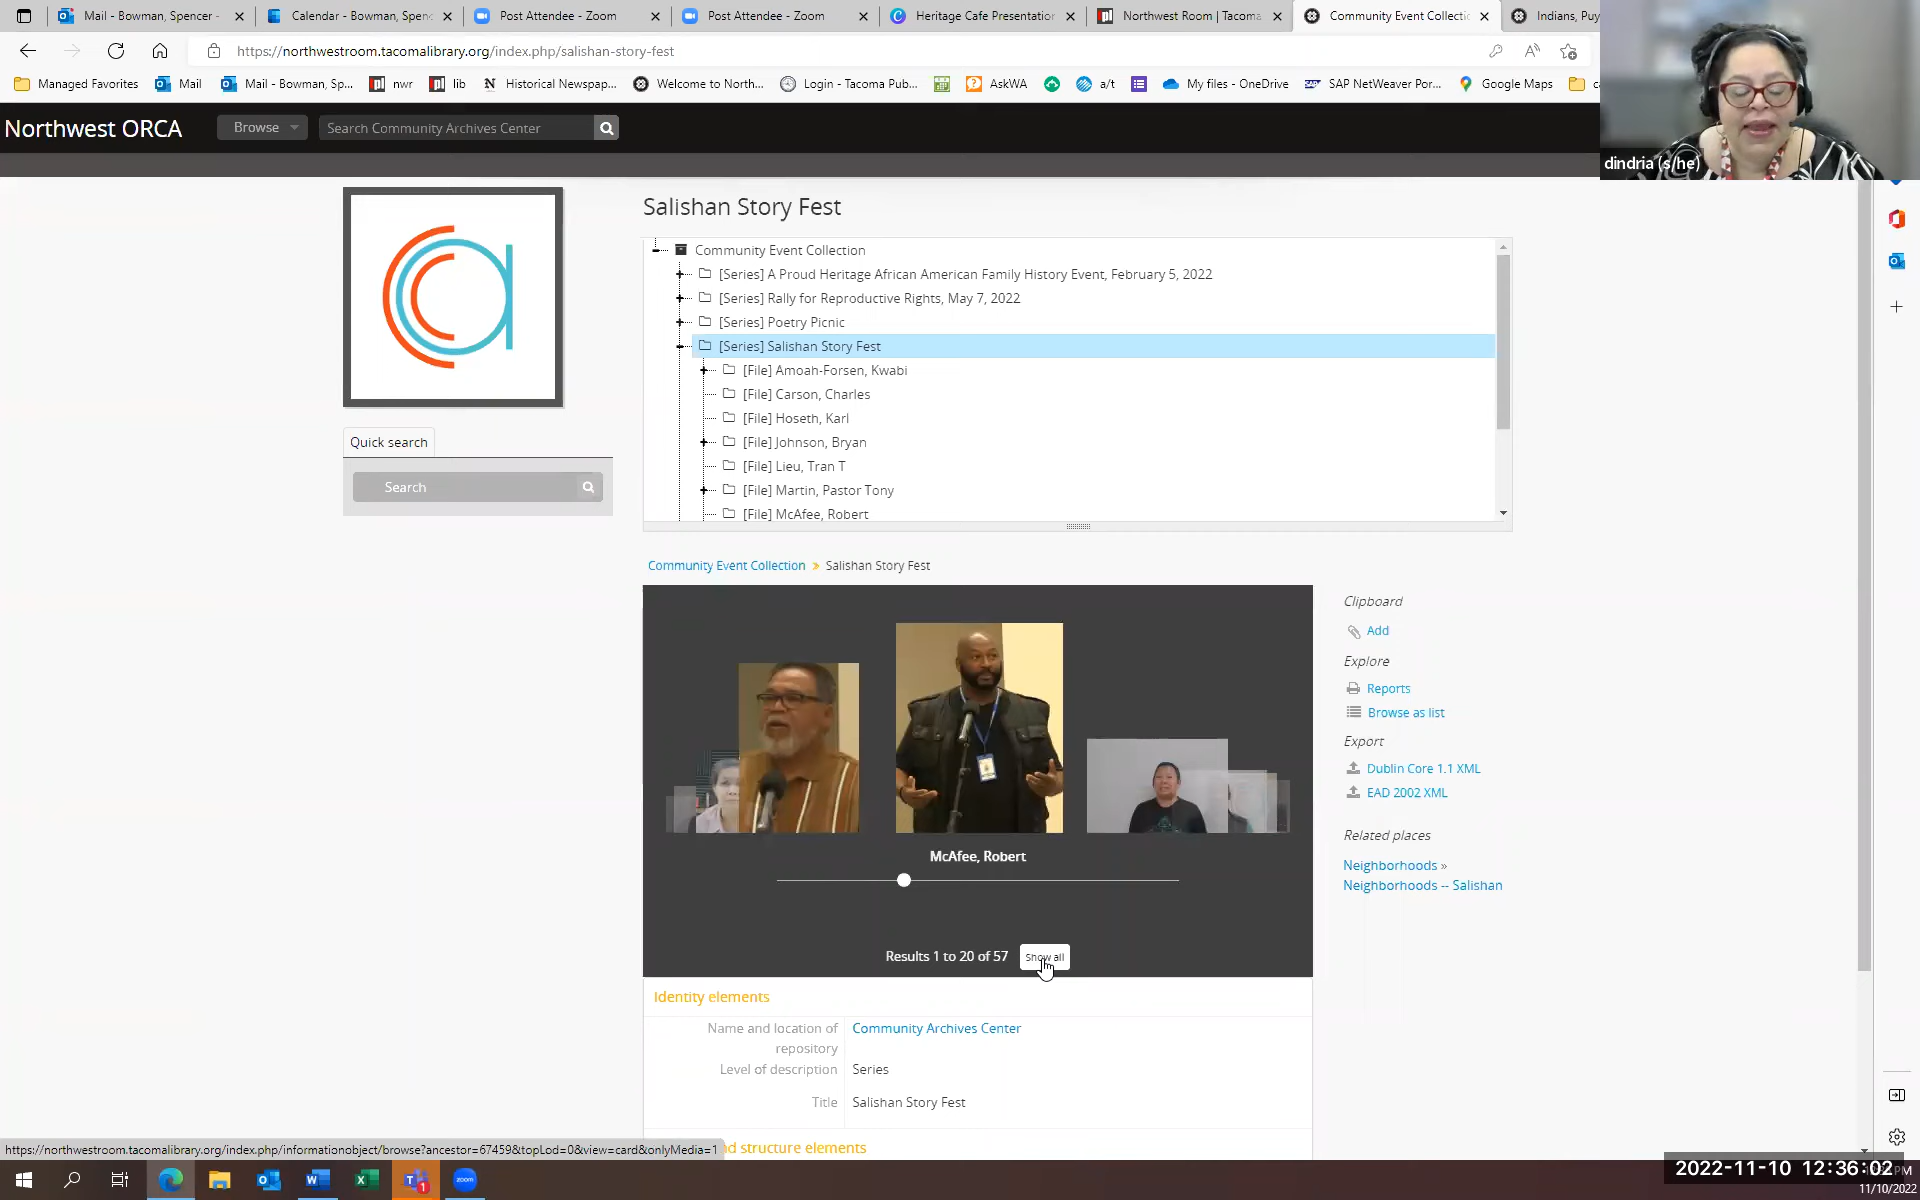 Mail - Bowman, Spencer -
Calendar - Bowman, Spenc
Post Attendee - Zoom
Post Attendee - Zoom
Heritage Cafe Presentation
Northwest Room | Tacoma
Community Event Collectio
Indians, Puy
https://northwestroom.tacomalibrary.org/index.php/salishan-story-fest
Managed Favorites
Mail
Mail - Bowman, Sp...
nwr
lib
Historical Newspap...
Welcome to North...
Login - Tacoma Pub...
AskWA
a/t
My files - OneDrive
SAP NetWeaver Por...
Google Maps
dindria (s/he)
Northwest ORCA
Browse
Search Community Archives Center
Salishan Story Fest
Community Event Collection
[Series] A Proud Heritage African American Family History Event, February 5, 2022
[Series] Rally for Reproductive Rights, May 7, 2022
[Series] Poetry Picnic
[Series] Salishan Story Fest
[File] Amoah-Forsen, Kwabi
[File] Carson, Charles
[File] Hoseth, Karl
[File] Johnson, Bryan
[File] Lieu, Tran T
[File] Martin, Pastor Tony
[File] McAfee, Robert
Quick search
Search
Community Event Collection » Salishan Story Fest
McAfee, Robert
Results 1 to 20 of 57
Show all
Clipboard
Add
Explore
Reports
Browse as list
Export
Dublin Core 1.1 XML
EAD 2002 XML
Related places
Neighborhoods »
Neighborhoods -- Salishan
Identity elements
Name and location of
repository
Community Archives Center
Level of description
Series
Title
Salishan Story Fest
nd structure elements
https://northwestroom.tacomalibrary.org/index.php/informationobject/browse?ancestor=67459&topLod=0&view=card&onlyMedia=1
zoom
1
2022-11-10 12:36:02
PM
11/10/2022